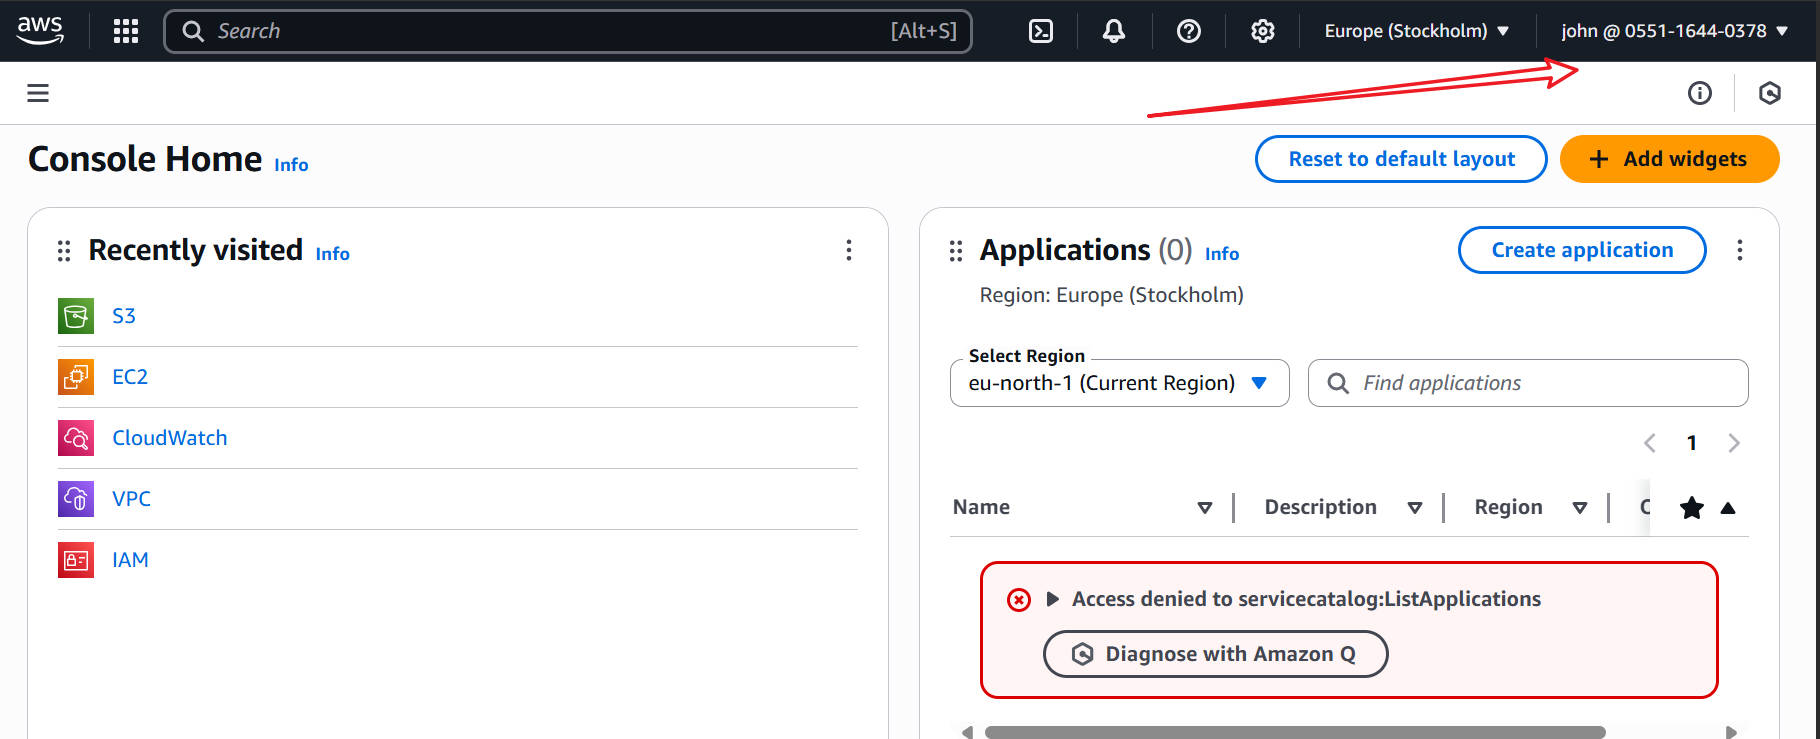 aws
Search [Alt+S]
Europe (Stockholm)
john @ 0551-1644-0378
Console Home Info
Reset to default layout
Add widgets
Recently visited Info
S3
EC2
CloudWatch
VPC
IAM
Applications (0) Info
Create application
Region: Europe (Stockholm)
Select Region
eu-north-1 (Current Region)
Find applications
1
Name Description Region
Access denied to servicecatalog:ListApplications
Diagnose with Amazon Q